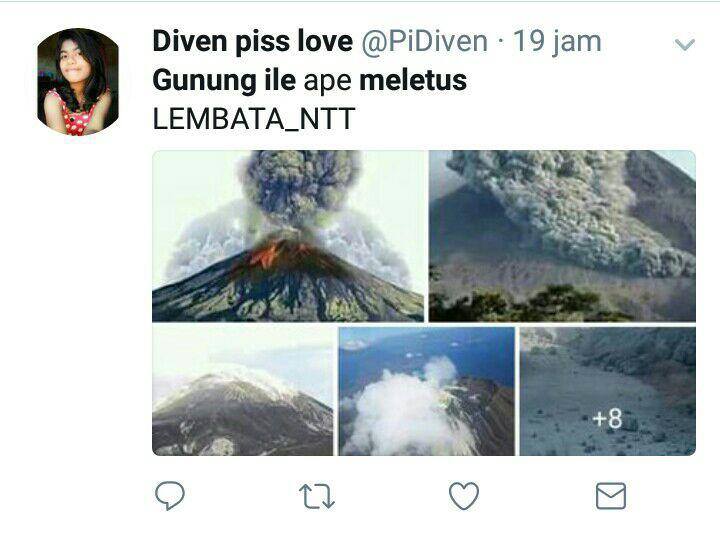 Diven piss love @PiDiven · 19 jam
Gunung ile ape meletus
LEMBATA_NTT
+8